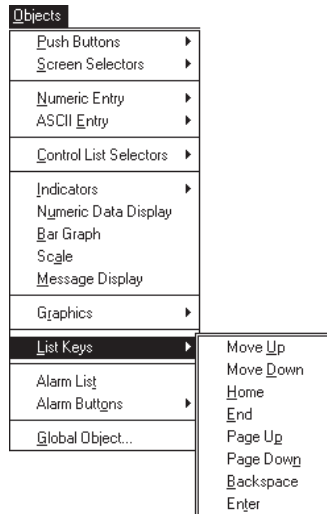 Objects
Push Buttons
Screen Selectors
Numeric Entry
ASCII Entry
Control List Selectors
Indicators
Numeric Data Display
Bar Graph
Scale
Message Display
Graphics
List Keys
Move Up
Move Down
Home
End
Page Up
Page Down
Backspace
Enter
Alarm List
Alarm Buttons
Global Object...